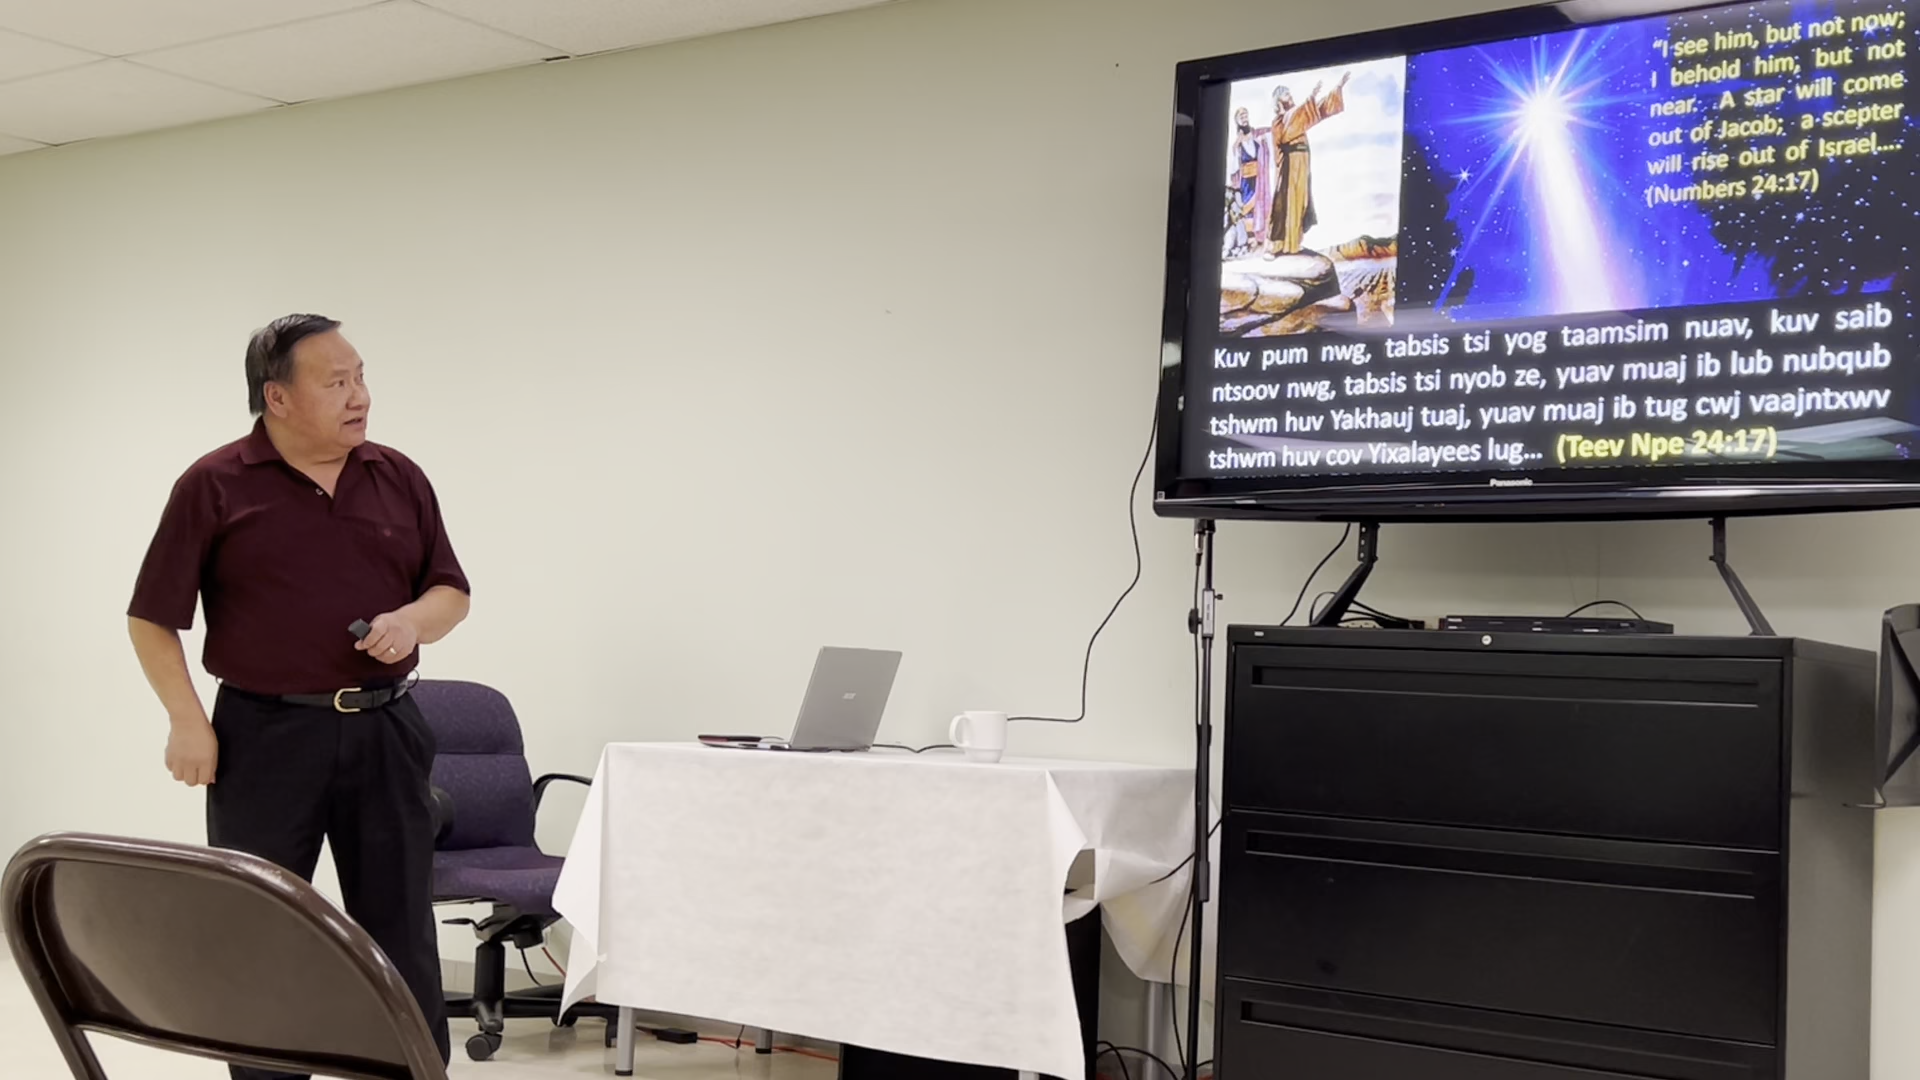 “I see him, but not now;
I behold him, but not
near. A star will come
out of Jacob; a scepter
will rise out of Israel....
(Numbers 24:17)
Kuv pum nwg, tabsis tsi yog taamsim nuav, kuv saib
ntsoov nwg, tabsis tsi nyob ze, yuav muaj ib lub nubqub
tshwm huv Yakhauj tuaj, yuav muaj ib tug cwj vaajntxwv
tshwm huv cov Yixalayees lug... (Teev Npe 24:17)
Panasonic
acer